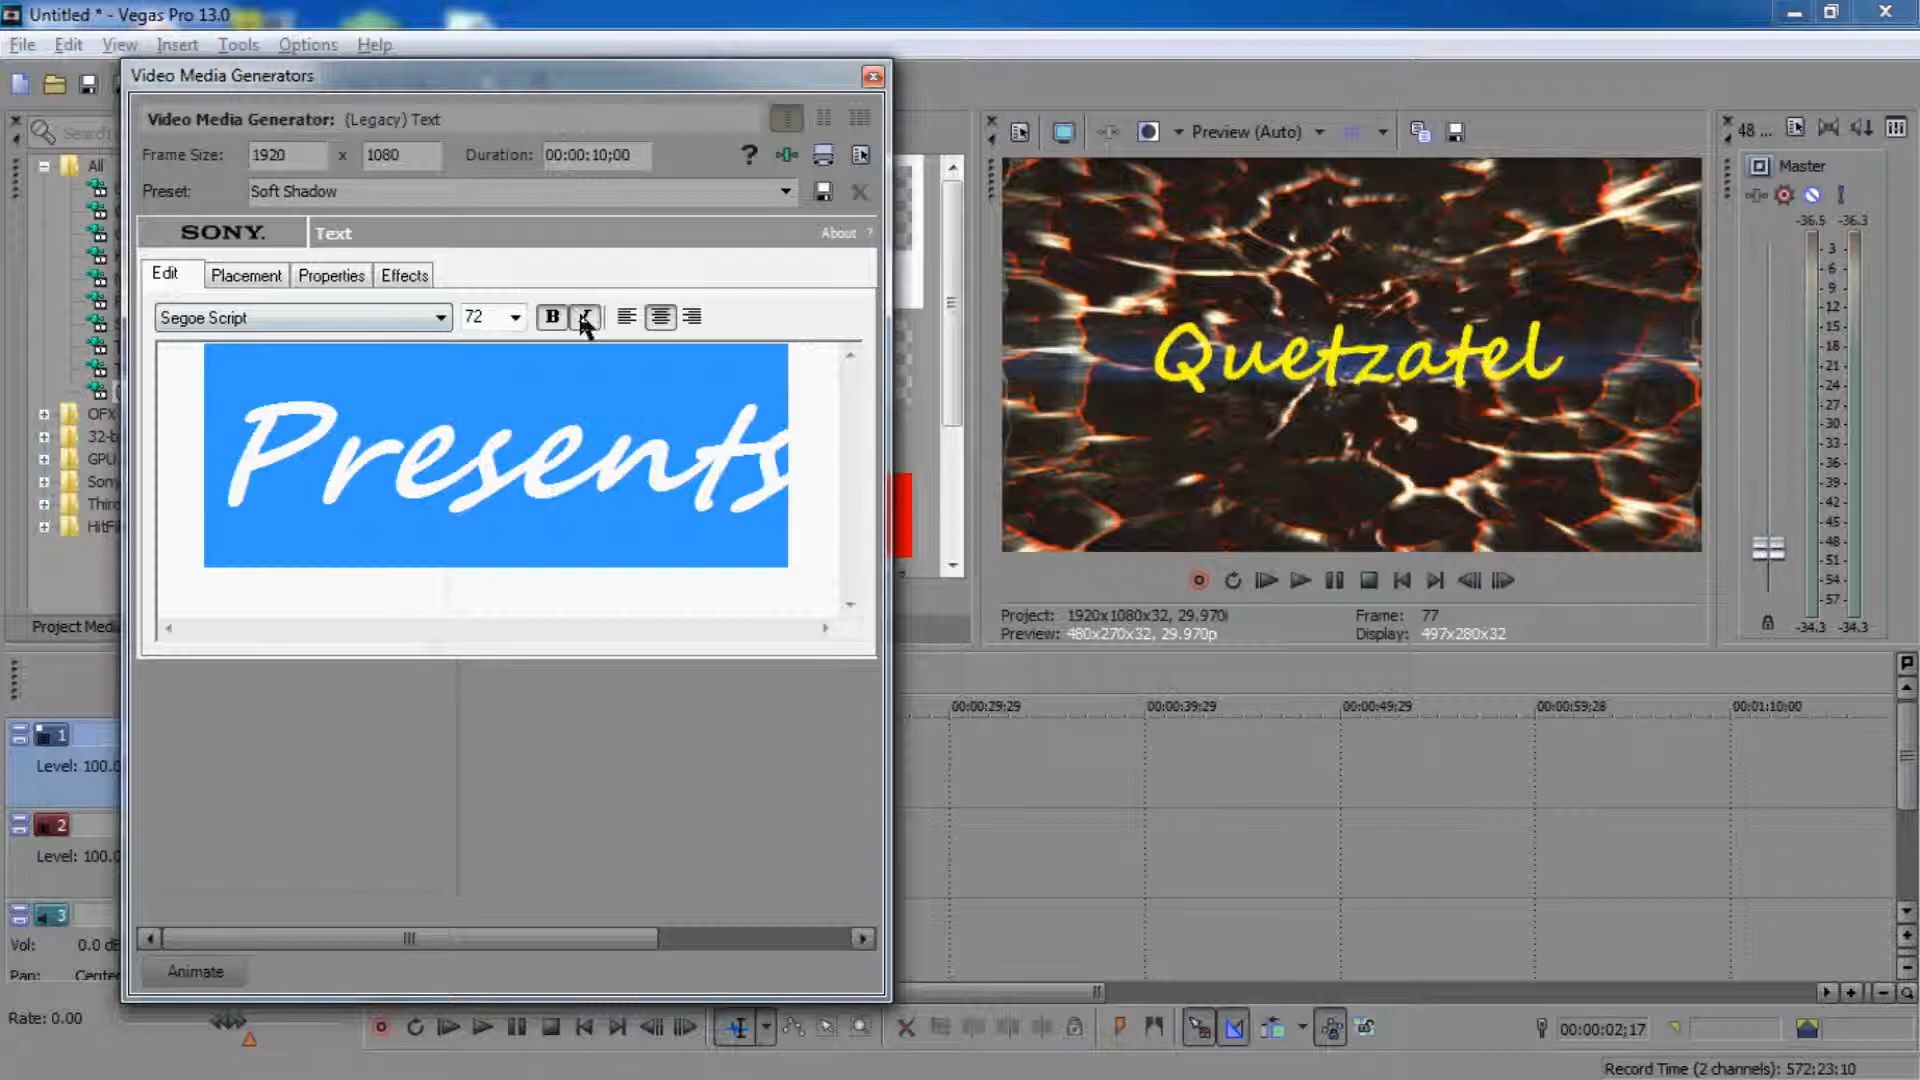 Untitled * - Vegas Pro 13.0
File Edit View Insert Tools Options Help
Video Media Generators
Video Media Generator: (Legacy) Text
Frame Size: 1920 x 1080 Duration: 00:00:10;00
Preset: Soft Shadow
SONY. Text About ?
Edit Placement Properties Effects
Segoe Script 72 B
Presents
Animate
All
OFX
32-b
GPU
Sony
Thir
HitFi
Project Med
Preview (Auto)
Quetzatel
Project: 1920x1080x32, 29.970i
Preview: 480x270x32, 29.970p
Frame: 77
Display: 497x280x32
48 ...
Master
-36.5 -36.3
3
6
9
12
15
18
21
24
27
30
33
36
39
42
45
48
51
54
57
-34.3 -34.3
00:00:29;29 00:00:39;29 00:00:49;29 00:00:59;28 00:01:10;00
1
Level: 100.0
2
Level: 100.0
3
Vol: 0.0 dB
Pan: Center
Rate: 0.00
00:00:02;17
Record Time (2 channels): 572:23:10